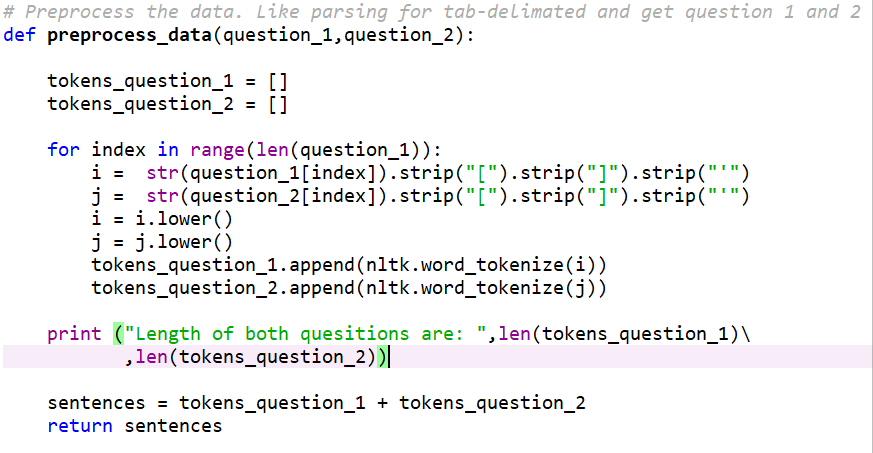 # Preprocess the data. Like parsing for tab-delimated and get question 1 and 2
def preprocess_data(question_1,question_2):
    tokens_question_1 = []
    tokens_question_2 = []
    for index in range(len(question_1)):
        i =  str(question_1[index]).strip("[").strip("]").strip("'")
        j =  str(question_2[index]).strip("[").strip("]").strip("'")
        i = i.lower()
        j = j.lower()
        tokens_question_1.append(nltk.word_tokenize(i))
        tokens_question_2.append(nltk.word_tokenize(j))
    print ("Length of both quesitions are: ",len(tokens_question_1)\
           ,len(tokens_question_2))
    sentences = tokens_question_1 + tokens_question_2
    return sentences